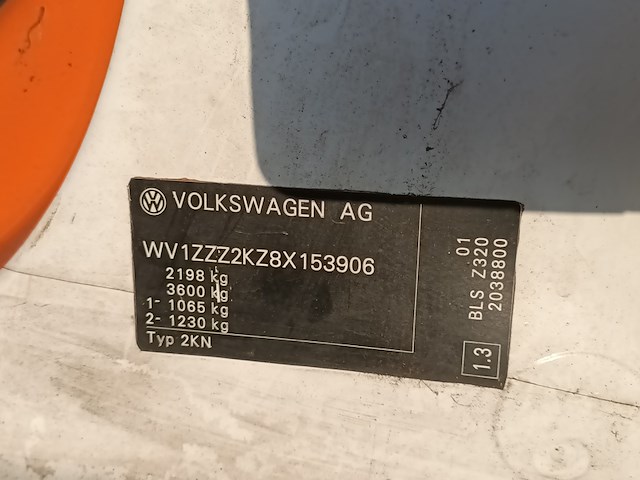 VOLKSWAGEN AG
WV1ZZZ2KZ8X153906
2198 kg
3600 kg
1- 1065 kg
2- 1230 kg
Typ 2KN
01
BLS Z320
2038800
1.3